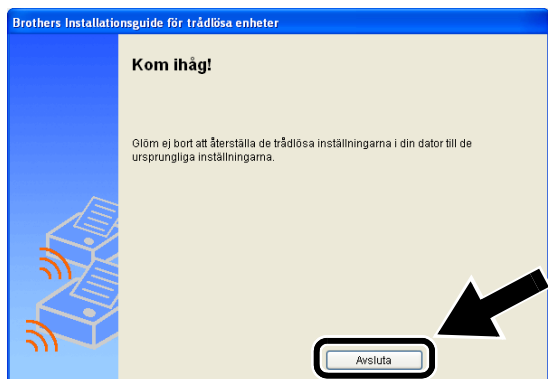 Brothers Installationsguide för trådlösa enheter
Kom ihåg!
Glöm ej bort att återställa de trådlösa inställningarna i din dator till de
ursprungliga inställningarna.
Avsluta